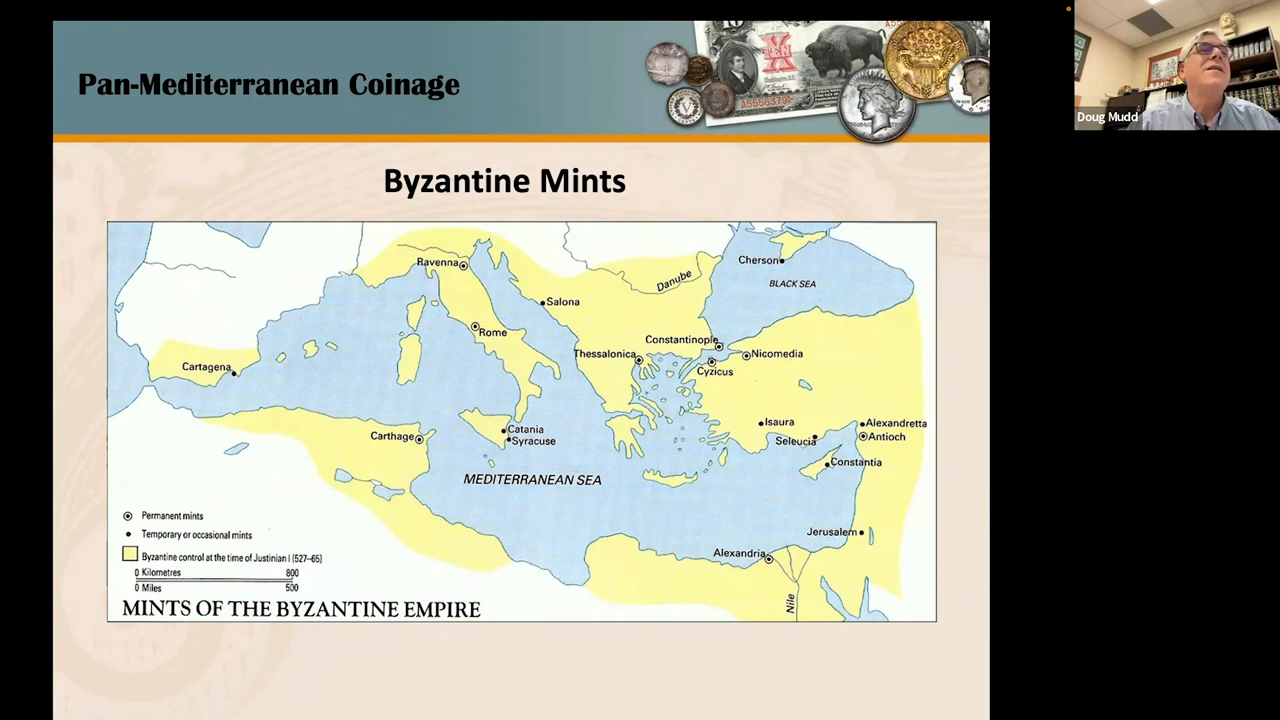 Pan-Mediterranean Coinage
Doug Mudd
Byzantine Mints
Ravenna
Danube
Cherson
BLACK SEA
Salona
Rome
Constantinople
Thessalonica
Nicomedia
Cyzicus
Cartagena
Catania
Syracuse
Carthage
Isaura
Seleucia
Alexandretta
Antioch
Constantia
MEDITERRANEAN SEA
Jerusalem
Alexandria
Nile
Permanent mints
Temporary or occasional mints
Byzantine control at the time of Justinian I (527–65)
0 Kilometres 800
0 Miles 500
MINTS OF THE BYZANTINE EMPIRE